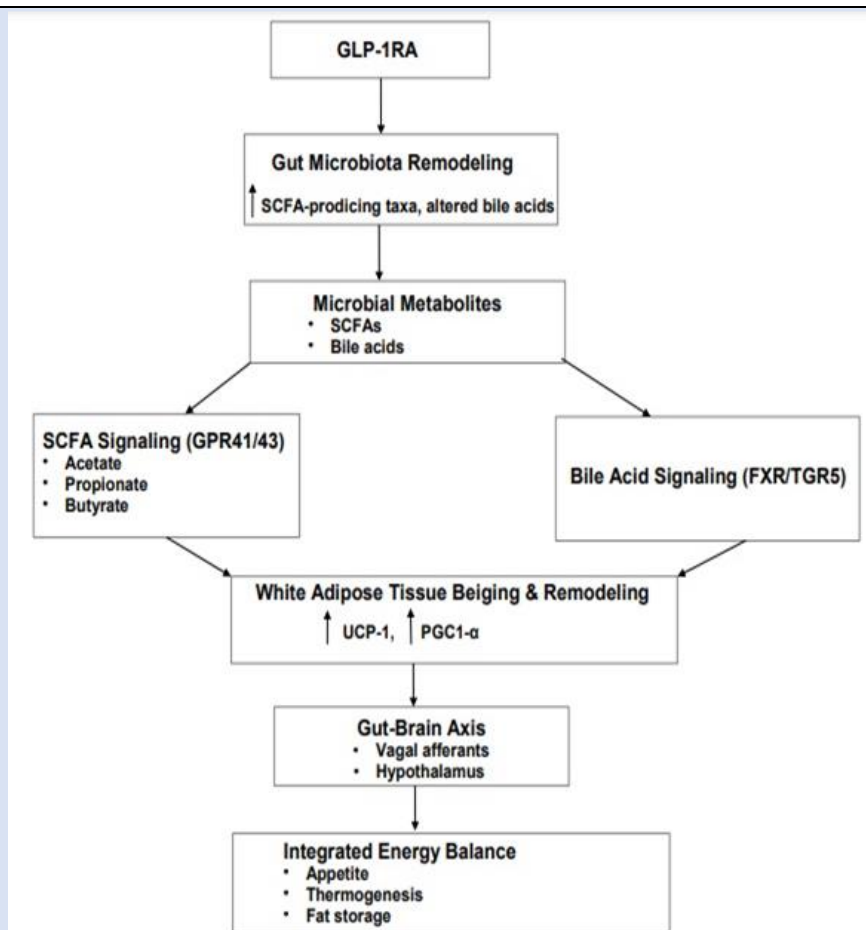 GLP-1RA
Gut Microbiota Remodeling
↑ SCFA-prodicing taxa, altered bile acids
Microbial Metabolites
• SCFAs
• Bile acids
SCFA Signaling (GPR41/43)
• Acetate
• Propionate
• Butyrate
Bile Acid Signaling (FXR/TGR5)
White Adipose Tissue Beiging & Remodeling
↑ UCP-1, ↑ PGC1-α
Gut-Brain Axis
• Vagal afferants
• Hypothalamus
Integrated Energy Balance
• Appetite
• Thermogenesis
• Fat storage